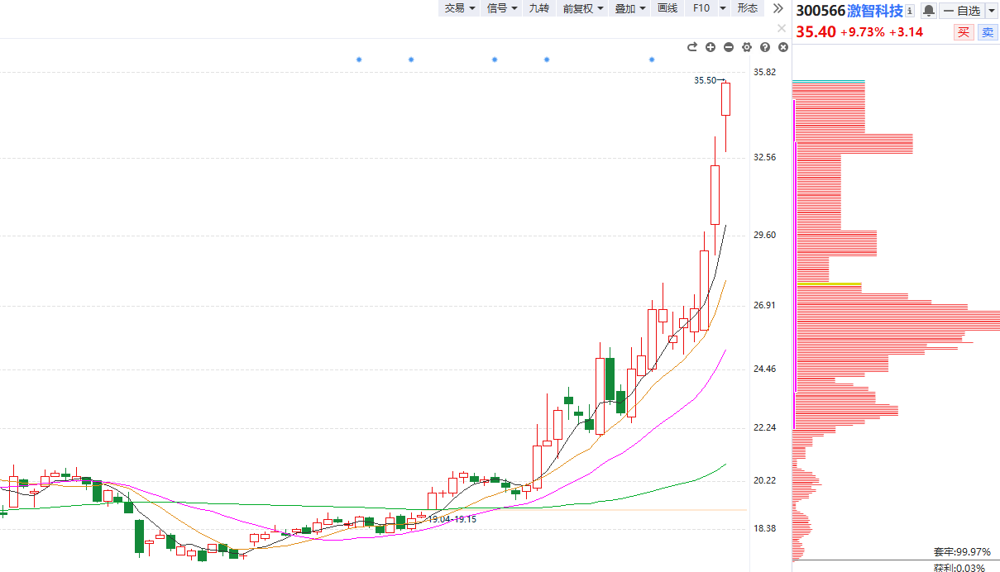 交易 信号 九转 前复权 叠加 画线 F10 形态
300566 激智科技 自选
35.40 +9.73% +3.14 买 卖
35.82
35.50
32.56
29.60
26.91
24.46
22.24
20.22
19.04-19.15
18.38
套牢:99.97%
获利:0.03%